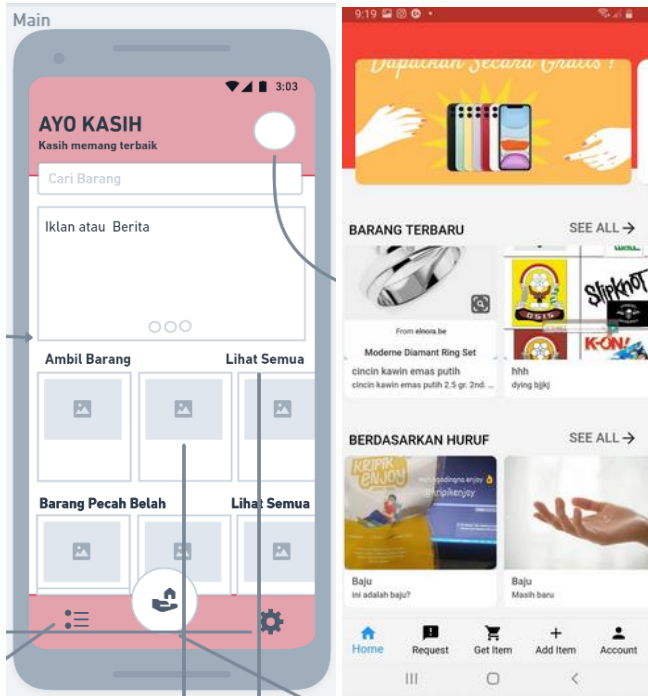 Main
3:03
AYO KASIH
Kasih memang terbaik
Cari Barang
Iklan atau Berita
Ambil Barang
Lihat Semua
Barang Pecah Belah
Lihat Semua
9:19
Dapatkan Secara Gratis !
BARANG TERBARU
SEE ALL →
From elnora.be
Moderne Diamant Ring Set
cincin kawin emas putih
cincin kawin emas putih 2.5 gr. 2nd. ...
OSIS
SlipKnoT
K-ON!
hhh
dying bjjkj
BERDASARKAN HURUF
SEE ALL →
KRIPIK
ENJOY
@kripikenjoy
Baju
ini adalah baju?
Baju
Masih baru
Home
Request
Get Item
Add Item
Account